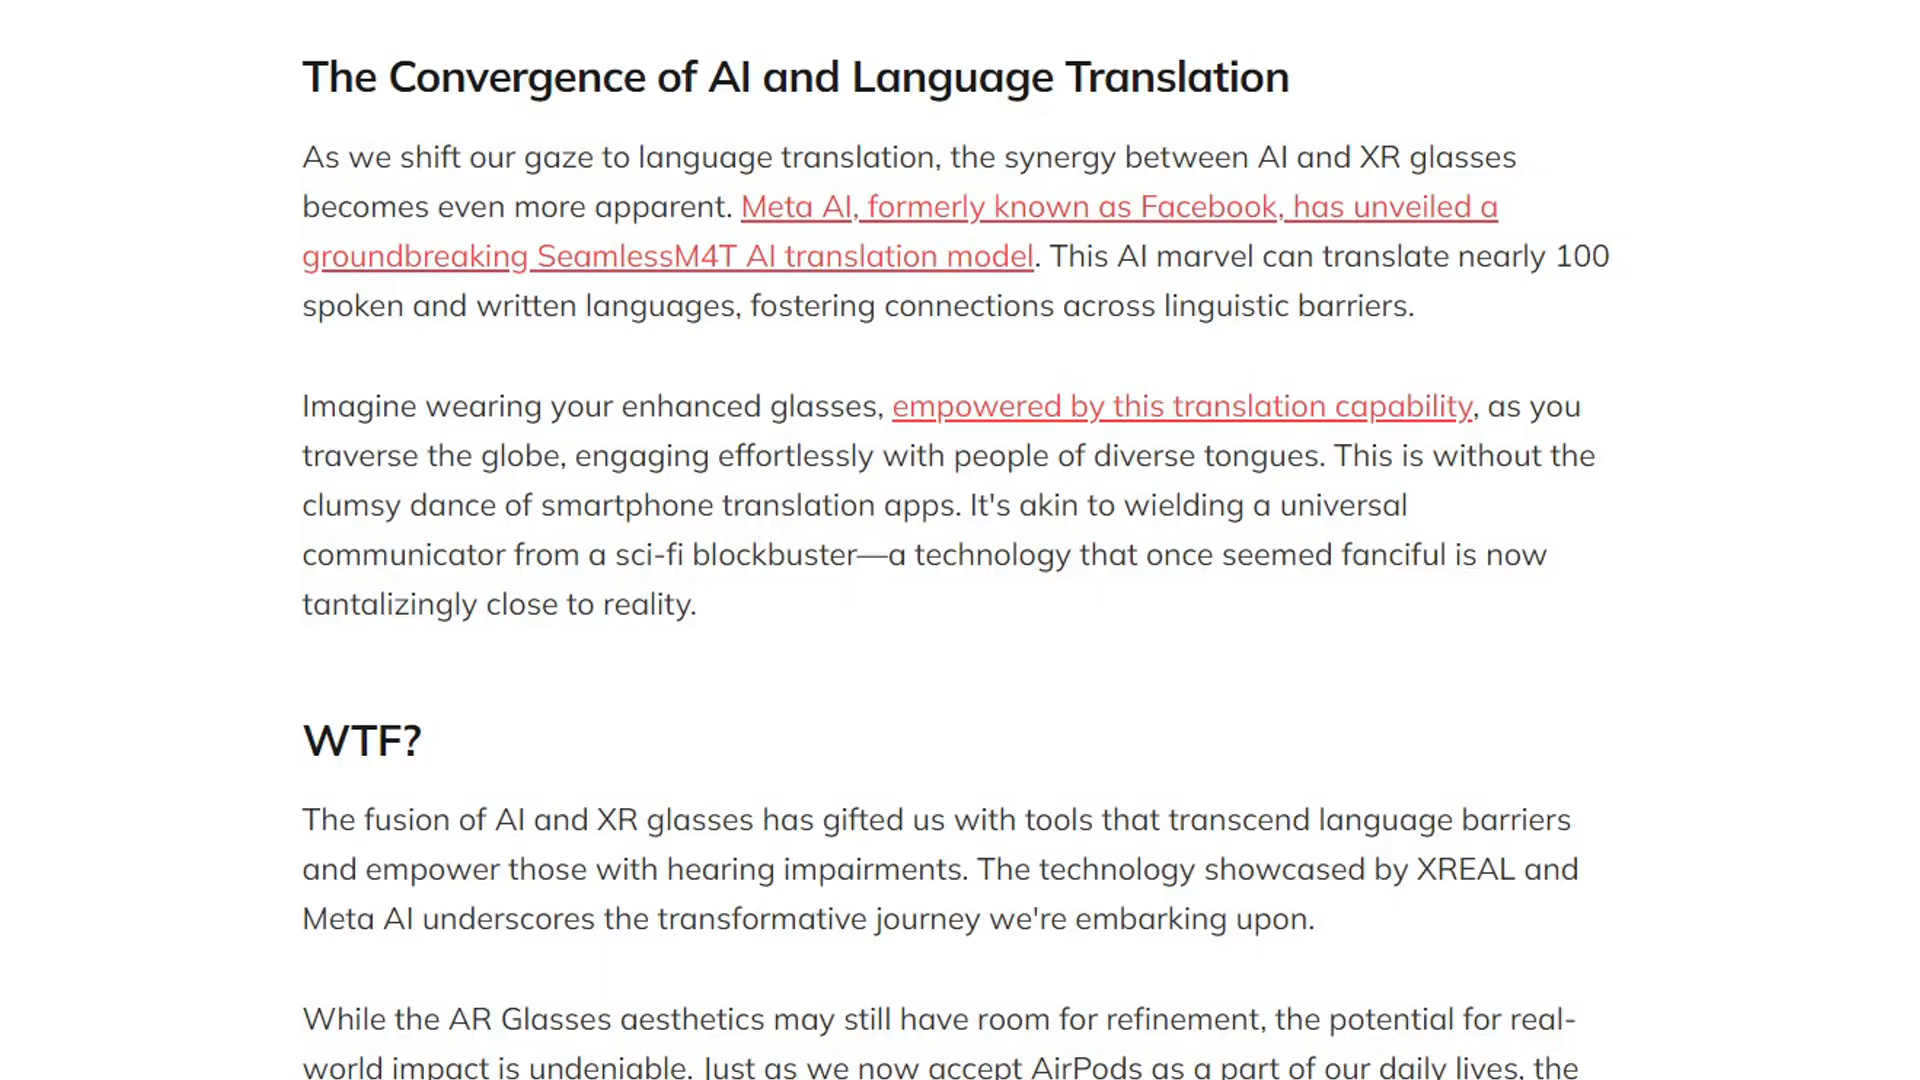 The Convergence of AI and Language Translation
As we shift our gaze to language translation, the synergy between AI and XR glasses
becomes even more apparent. Meta AI, formerly known as Facebook, has unveiled a
groundbreaking SeamlessM4T AI translation model. This AI marvel can translate nearly 100
spoken and written languages, fostering connections across linguistic barriers.
Imagine wearing your enhanced glasses, empowered by this translation capability, as you
traverse the globe, engaging effortlessly with people of diverse tongues. This is without the
clumsy dance of smartphone translation apps. It's akin to wielding a universal
communicator from a sci-fi blockbuster—a technology that once seemed fanciful is now
tantalizingly close to reality.
WTF?
The fusion of AI and XR glasses has gifted us with tools that transcend language barriers
and empower those with hearing impairments. The technology showcased by XREAL and
Meta AI underscores the transformative journey we're embarking upon.
While the AR Glasses aesthetics may still have room for refinement, the potential for real-
world impact is undeniable. Just as we now accept AirPods as a part of our daily lives, the